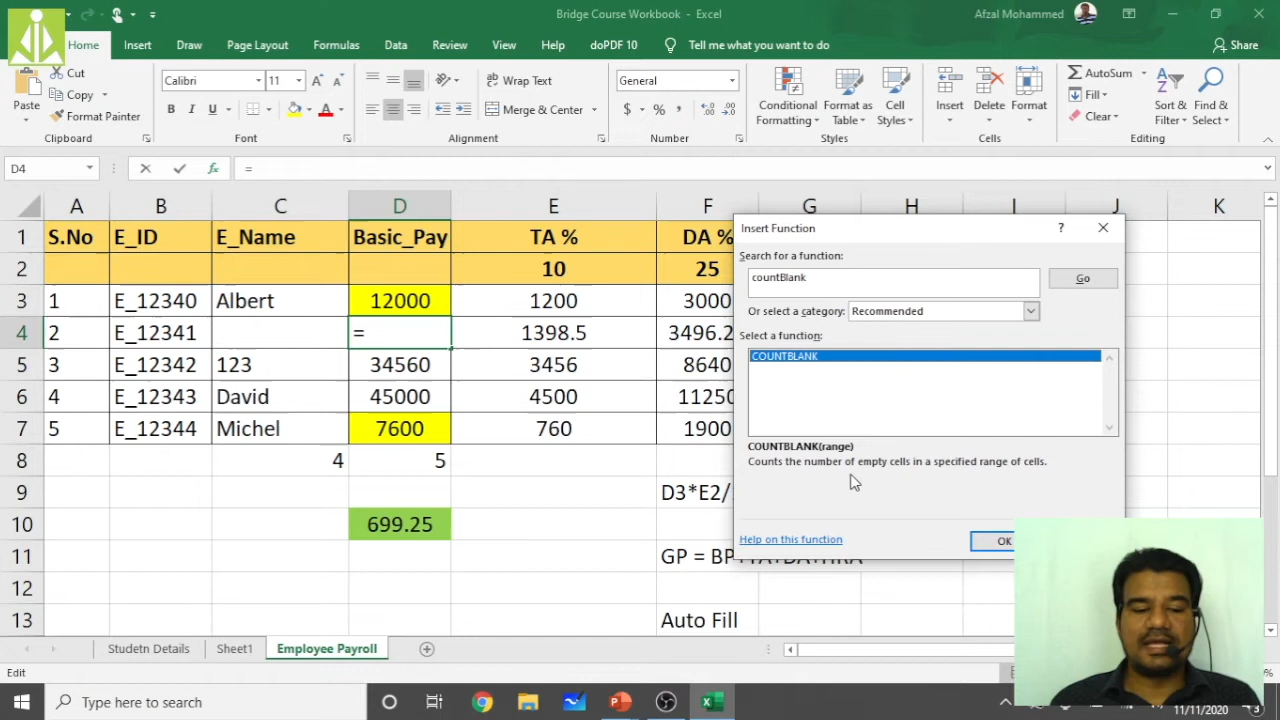 Bridge Course Workbook - Excel
Afzal Mohammed
Home Insert Draw Page Layout Formulas Data Review View Help doPDF 10 Tell me what you want to do Share
Paste Cut Copy Format Painter
Calibri 11
B I U A
Wrap Text
Merge & Center
General
$ % ,
Conditional Formatting Format as Table Cell Styles
Insert Delete Format
AutoSum Fill Clear
Sort & Filter Find & Select
Clipboard Font Alignment Number Styles Cells Editing
D4 fx =
A B C D E F G H I J K
1 S.No E_ID E_Name Basic_Pay TA % DA %
2 10 25
3 1 E_12340 Albert 12000 1200 3000
4 2 E_12341 = 1398.5 3496.2
5 3 E_12342 123 34560 3456 8640
6 4 E_12343 David 45000 4500 11250
7 5 E_12344 Michel 7600 760 1900
8 4 5
9 D3*E2/
10 699.25
11 GP = BP+TA+DA+HRA
12
13 Auto Fill
Insert Function ?
Search for a function:
countBlank Go
Or select a category: Recommended
Select a function:
COUNTBLANK
COUNTBLANK(range)
Counts the number of empty cells in a specified range of cells.
Help on this function OK
Studetn Details Sheet1 Employee Payroll
Edit
%
Type here to search
11/11/2020
3